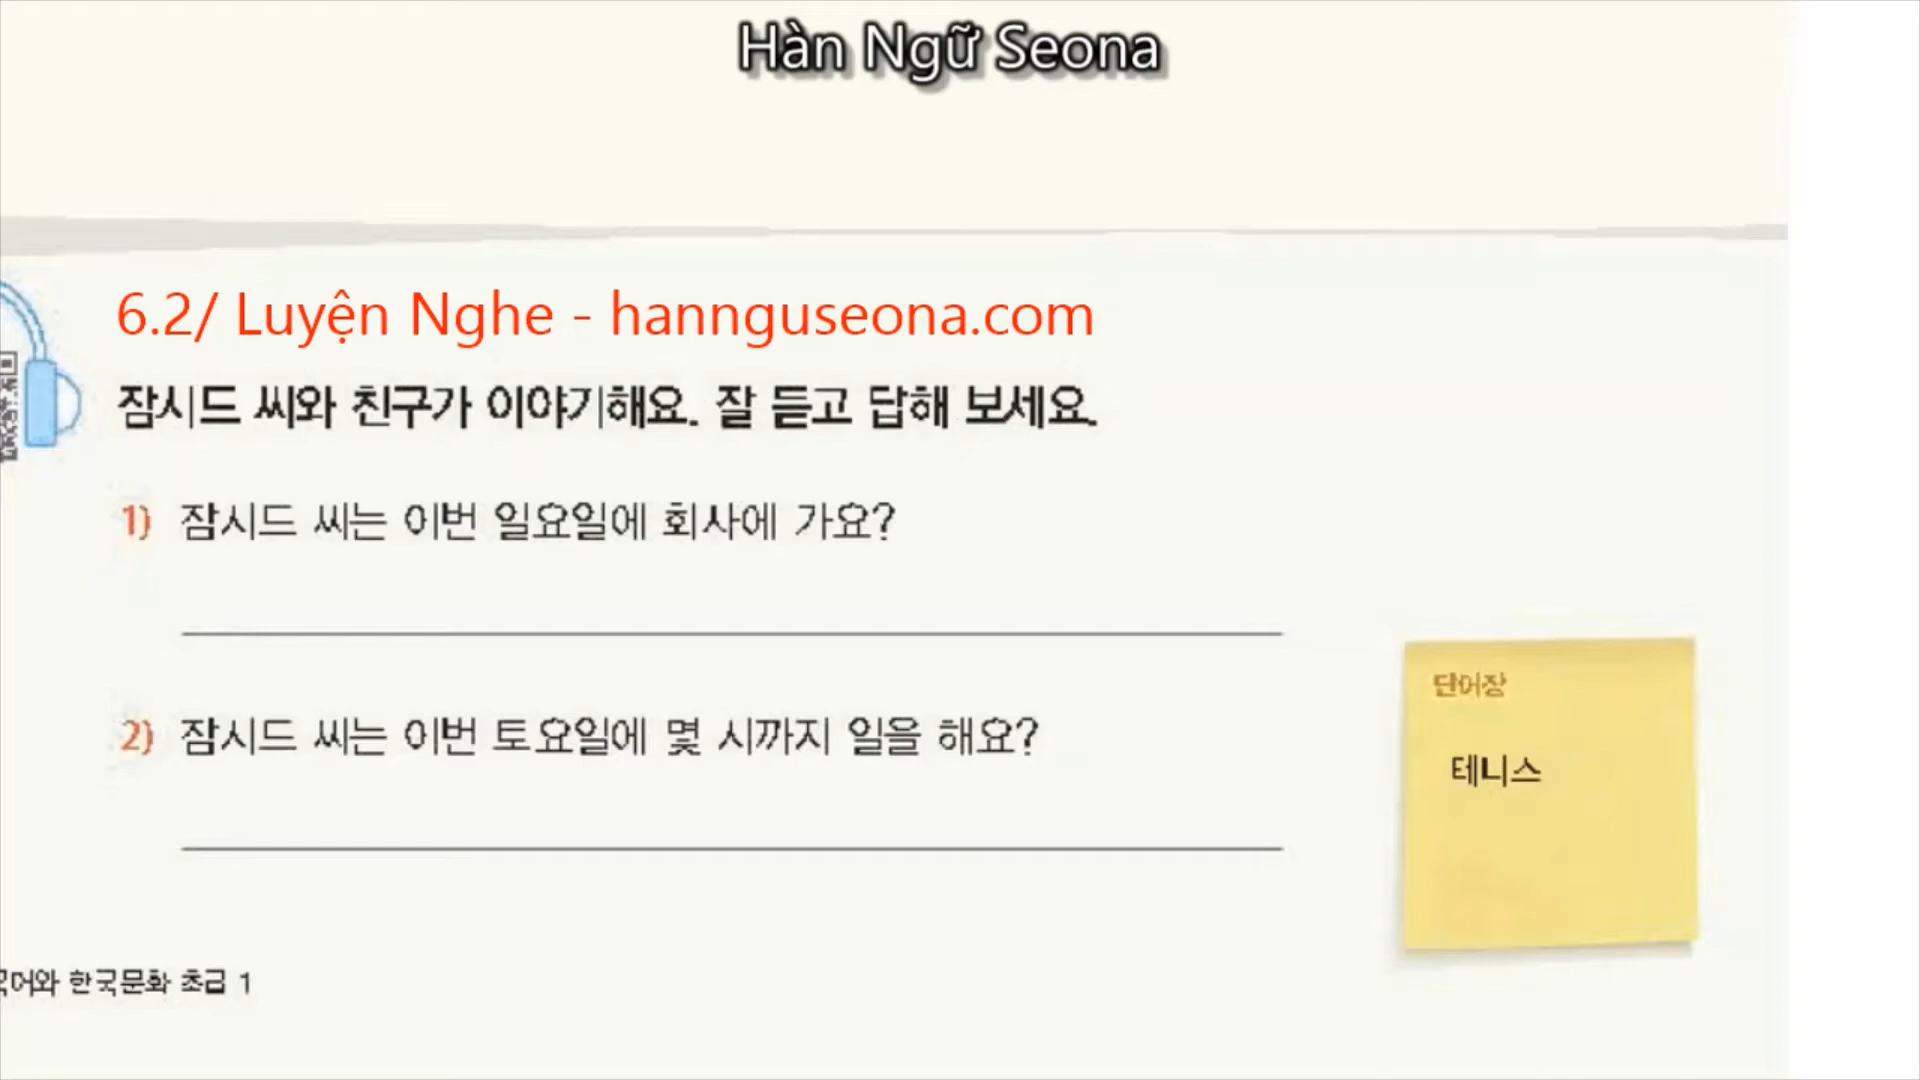 Hàn Ngữ Seona
6.2/ Luyện Nghe - hannguseona.com
잠시드 씨와 친구가 이야기해요. 잘 듣고 답해 보세요.
1) 잠시드 씨는 이번 일요일에 회사에 가요?
2) 잠시드 씨는 이번 토요일에 몇 시까지 일을 해요?
단어장
테니스
국어와 한국문화 초급 1